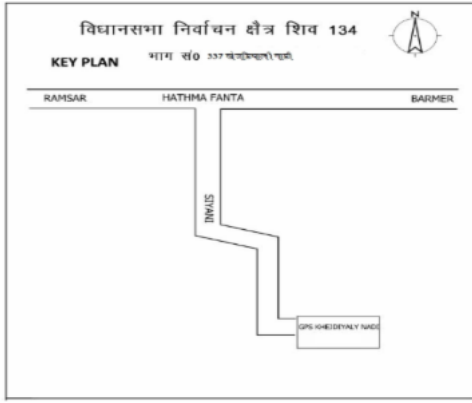 विधानसभा निर्वाचन क्षैत्र शिव 134
N
KEY PLAN
भाग सं0 337
RAMSAR HATHMA FANTA BARMER
SIYANI
GPS KHEJDIYALY NADI